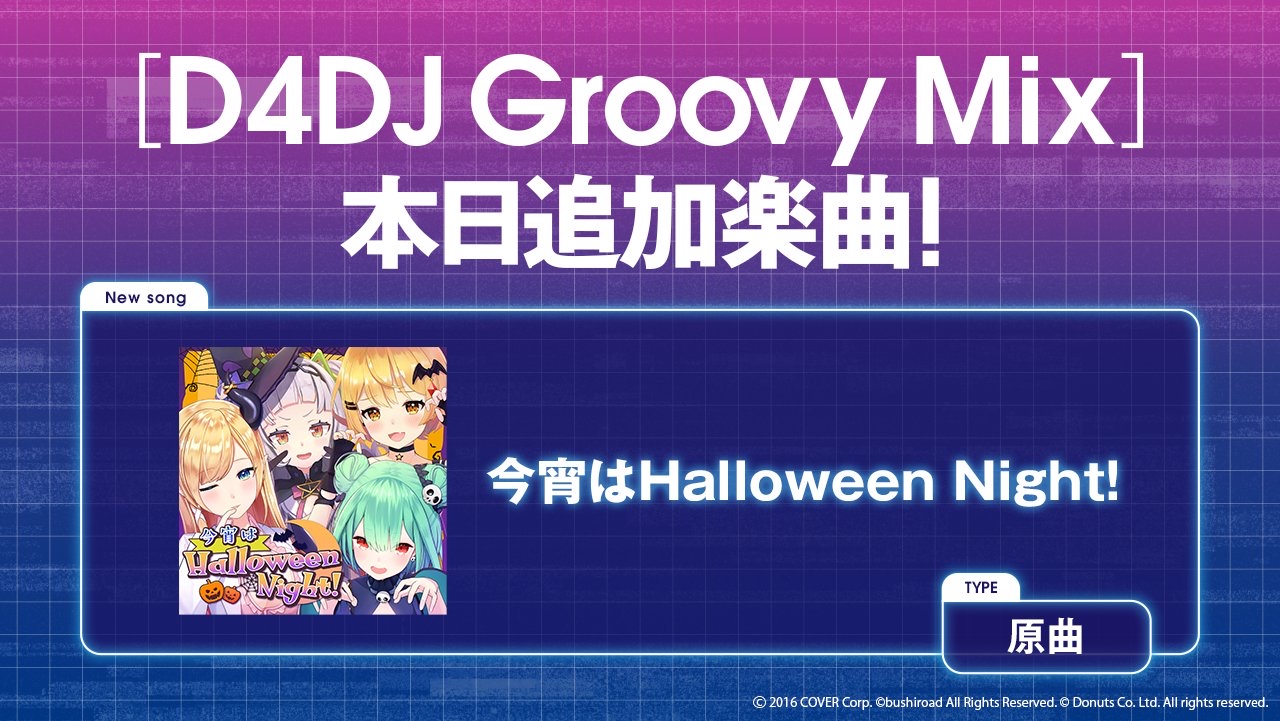 [D4DJ Groovy Mix]
本日追加楽曲!
New song
今宵は
Halloween
Night!
今宵はHalloween Night!
TYPE
原曲
© 2016 COVER Corp. ©bushiroad All Rights Reserved. © Donuts Co. Ltd. All rights reserved.